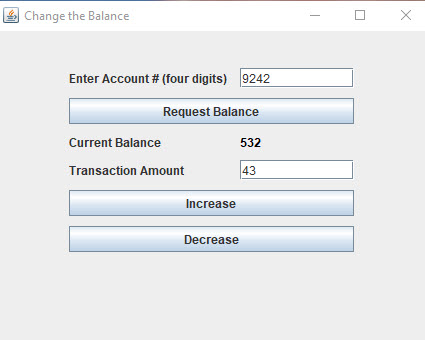 Change the Balance
Enter Account # (four digits) 9242
Request Balance
Current Balance 532
Transaction Amount 43
Increase
Decrease